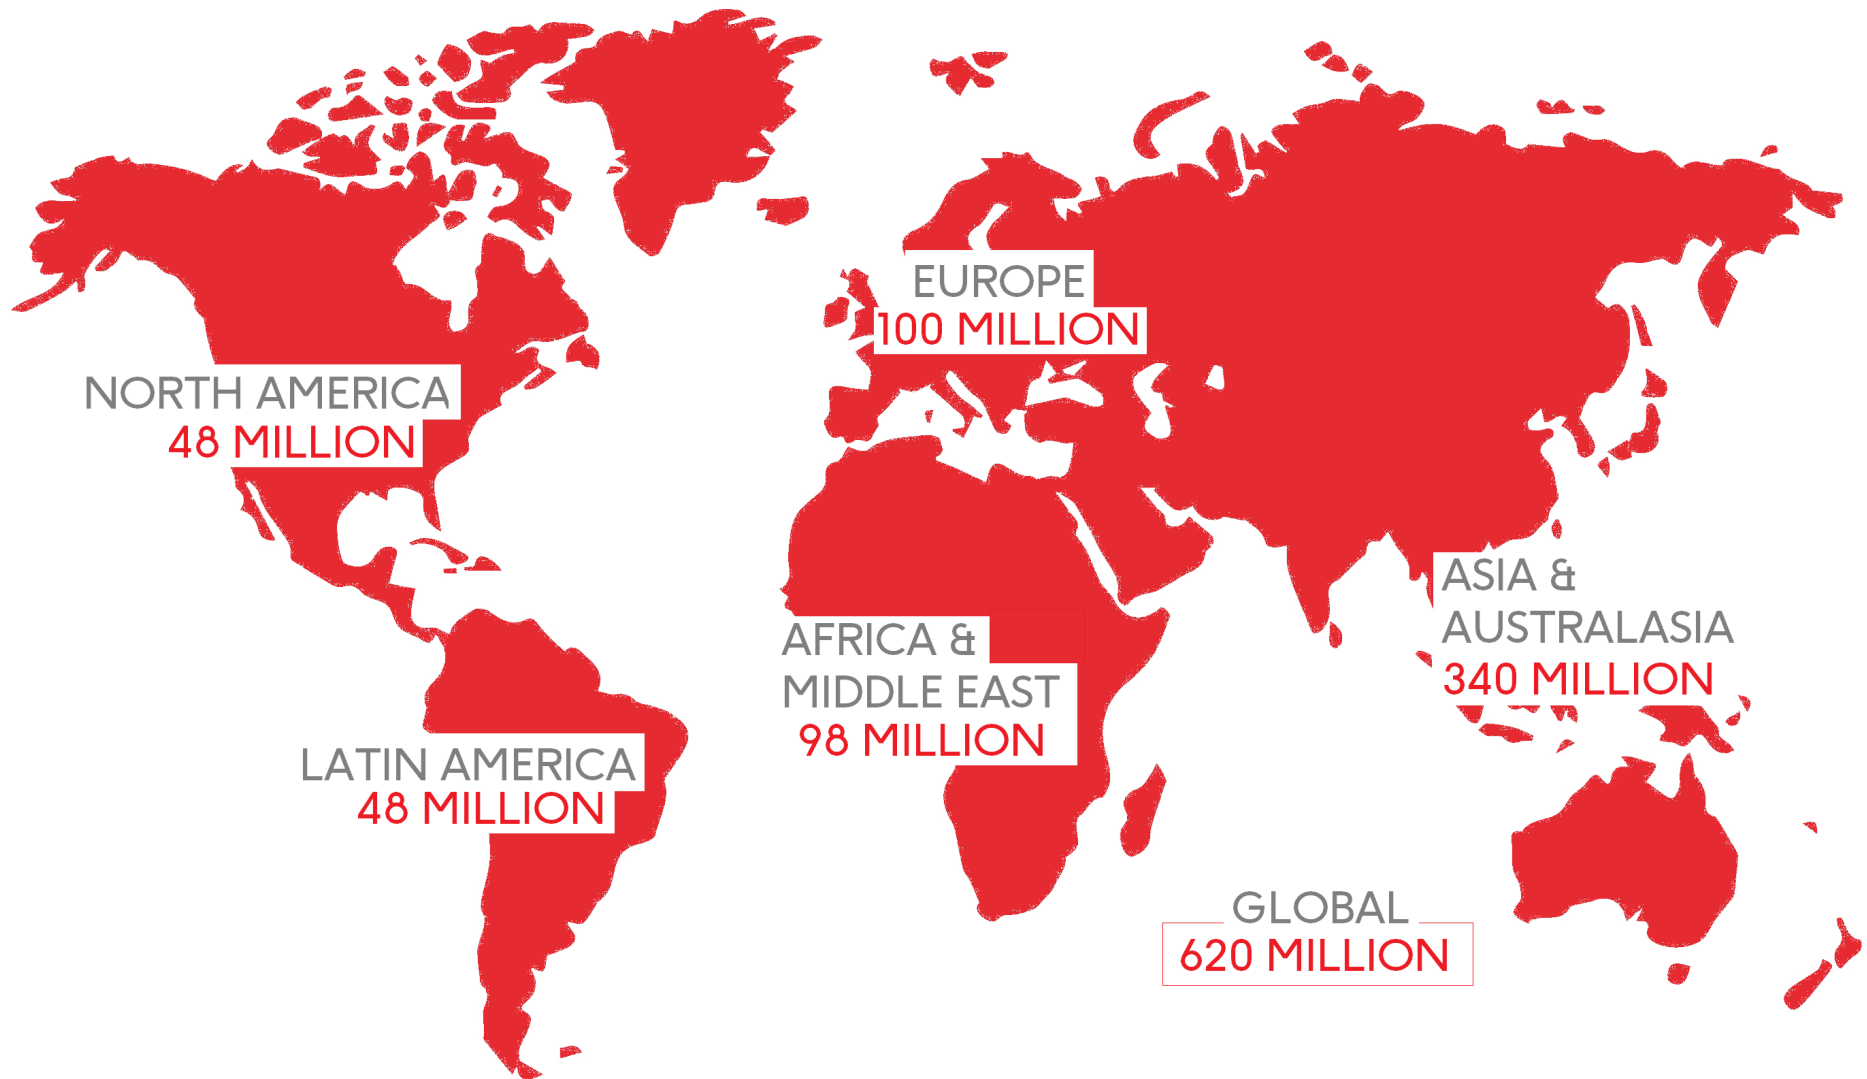 EUROPE
100 MILLION
NORTH AMERICA
48 MILLION
ASIA &
AUSTRALASIA
340 MILLION
AFRICA &
MIDDLE EAST
98 MILLION
LATIN AMERICA
48 MILLION
GLOBAL
620 MILLION